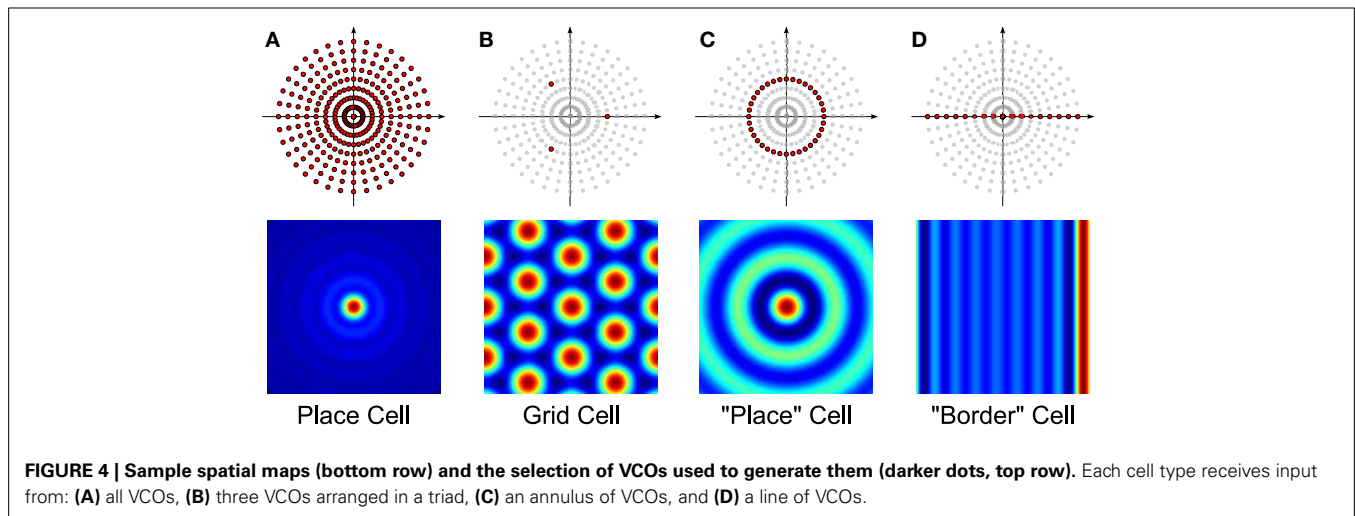 A B C D
Place Cell Grid Cell "Place" Cell "Border" Cell
FIGURE 4 | Sample spatial maps (bottom row) and the selection of VCOs used to generate them (darker dots, top row). Each cell type receives input
from: (A) all VCOs, (B) three VCOs arranged in a triad, (C) an annulus of VCOs, and (D) a line of VCOs.